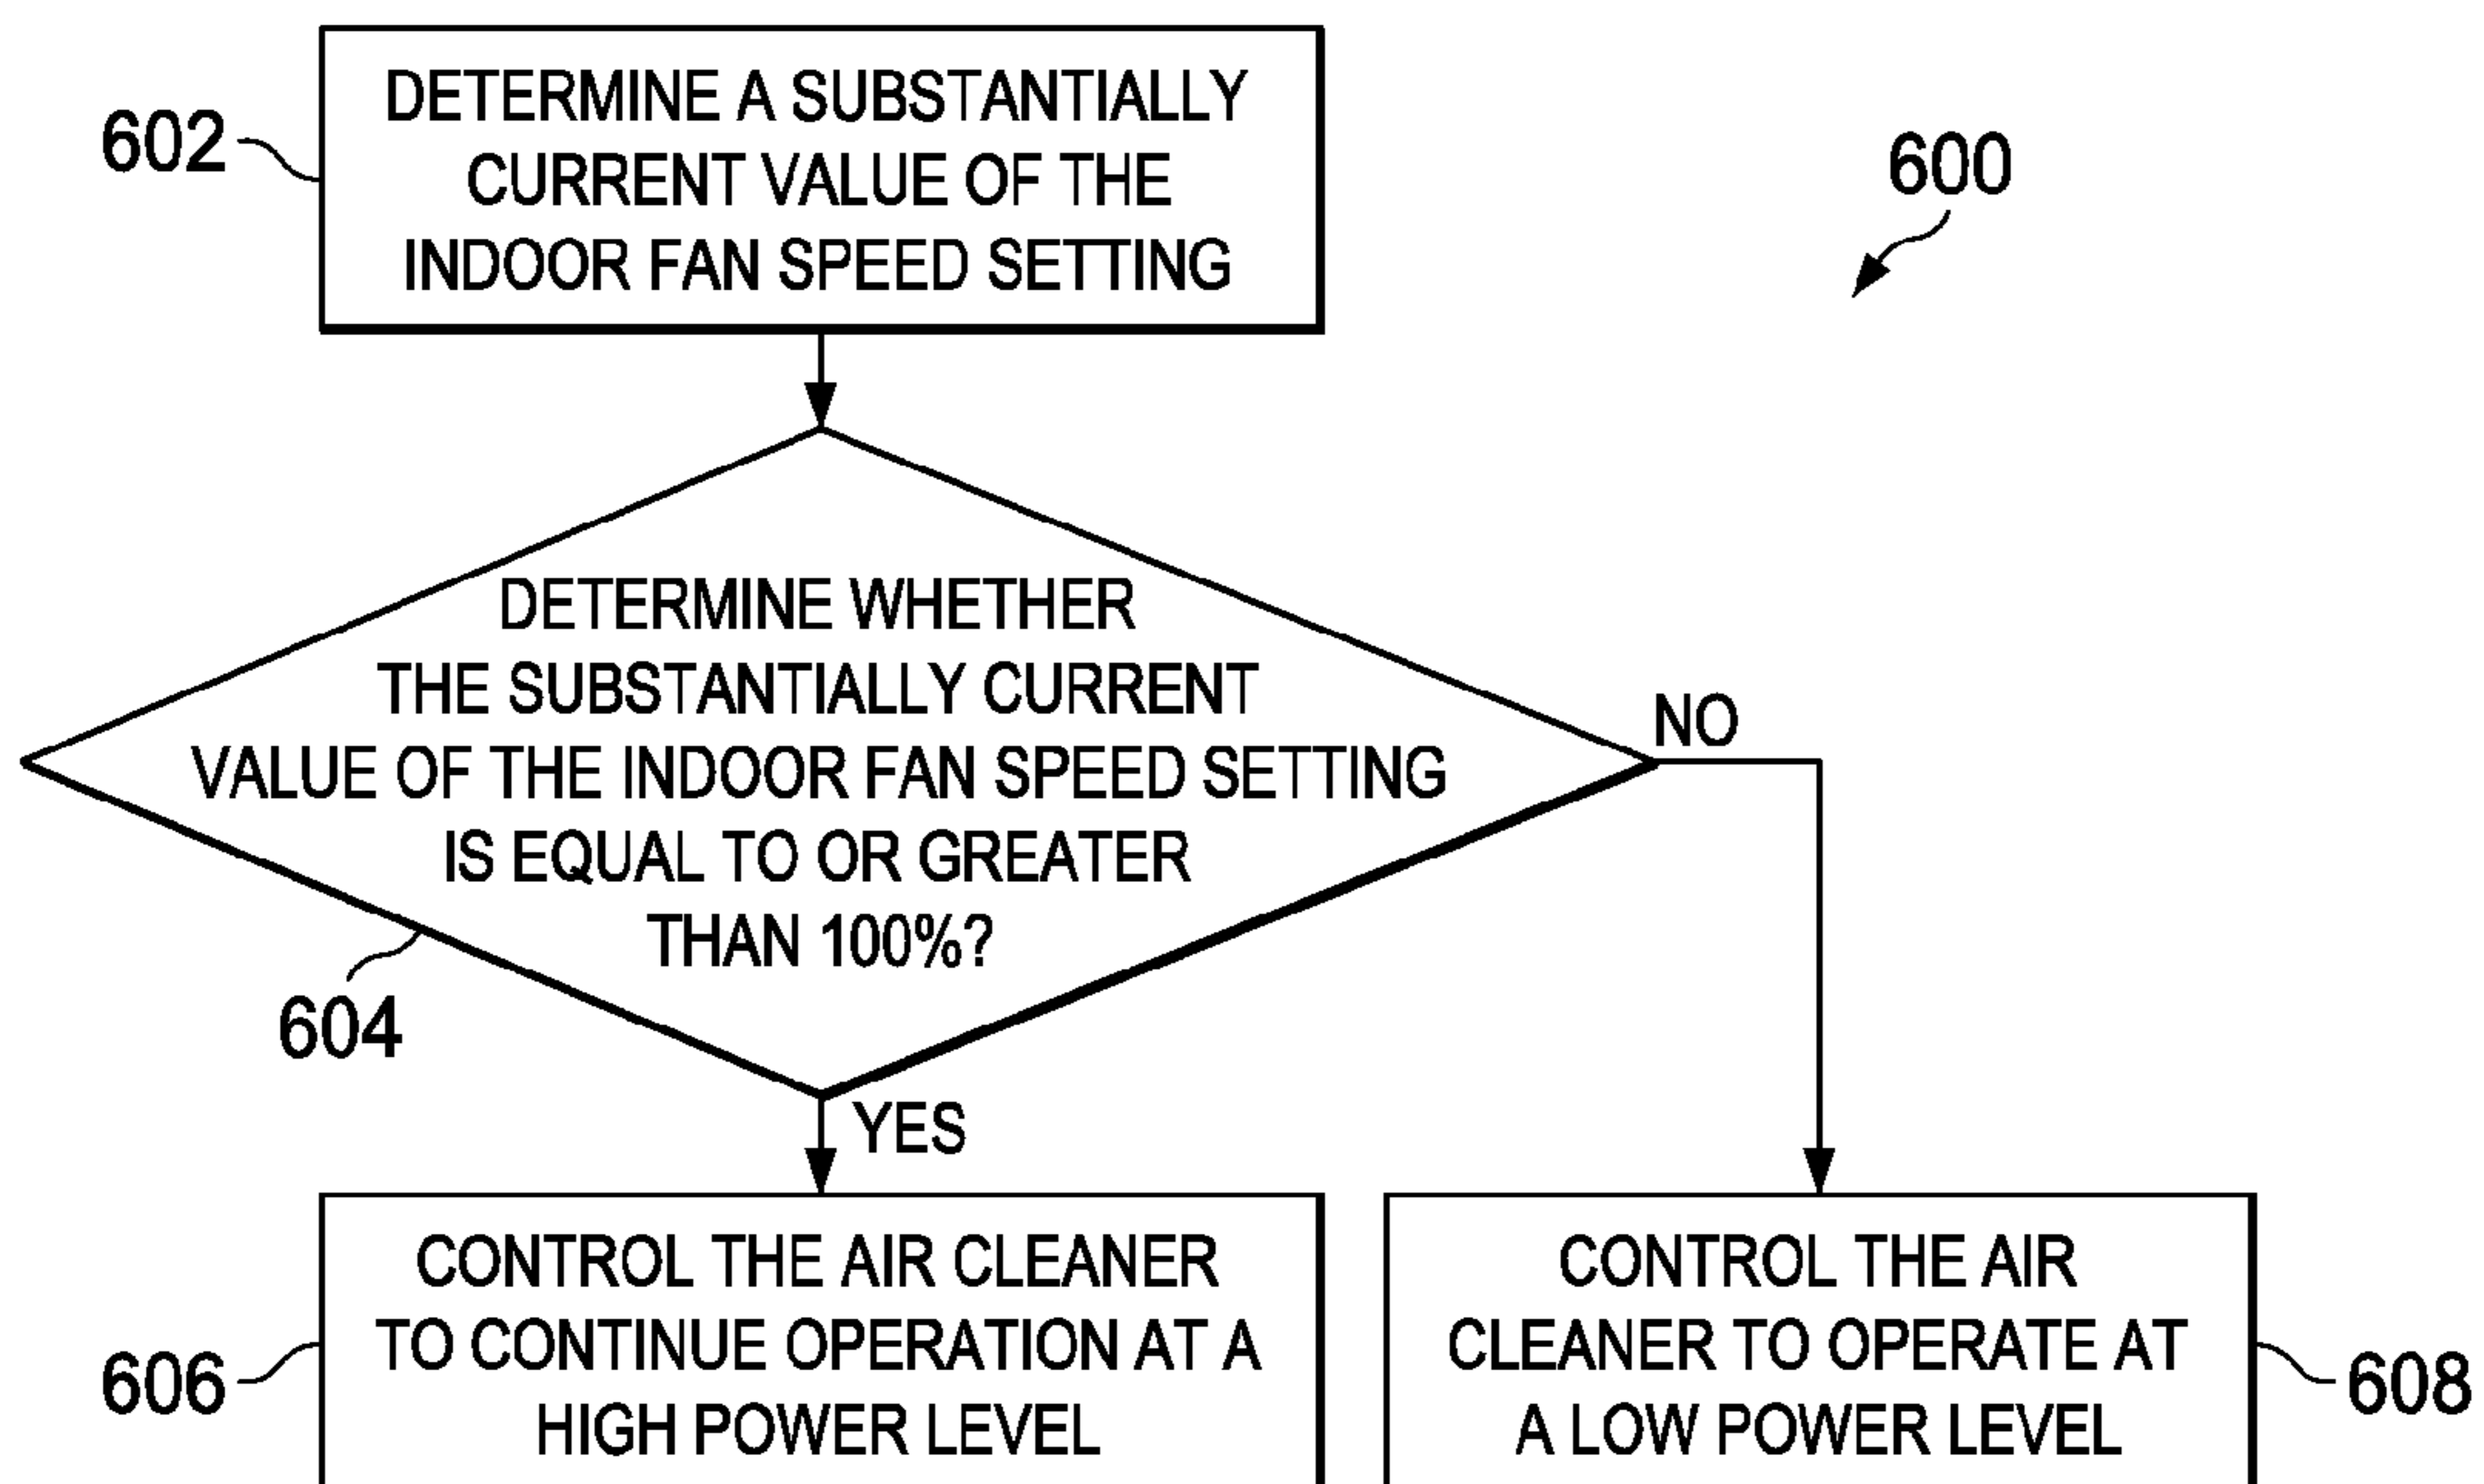 602
DETERMINE A SUBSTANTIALLY
CURRENT VALUE OF THE
INDOOR FAN SPEED SETTING
600
DETERMINE WHETHER
THE SUBSTANTIALLY CURRENT
VALUE OF THE INDOOR FAN SPEED SETTING
IS EQUAL TO OR GREATER
THAN 100%?
NO
604
YES
606
CONTROL THE AIR CLEANER
TO CONTINUE OPERATION AT A
HIGH POWER LEVEL
CONTROL THE AIR
CLEANER TO OPERATE AT
A LOW POWER LEVEL
608